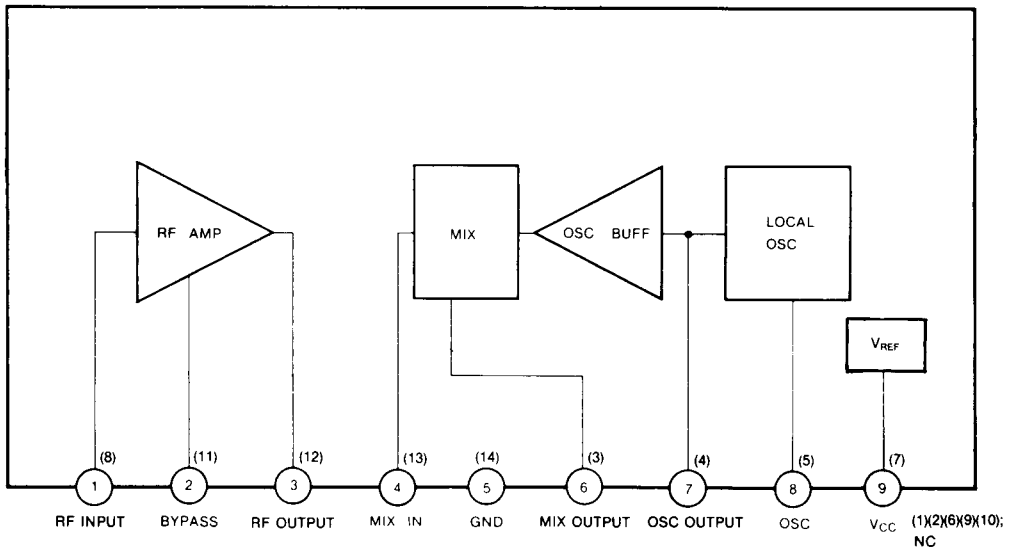 RF AMP
MIX
OSC BUFF
LOCAL
OSC
VREF
(8) (11) (12) (13) (14) (3) (4) (5) (7)
1 2 3 4 5 6 7 8 9
RF INPUT BYPASS RF OUTPUT MIX IN GND MIX OUTPUT OSC OUTPUT OSC VCC (1)(2)(6)(9)(10);
NC